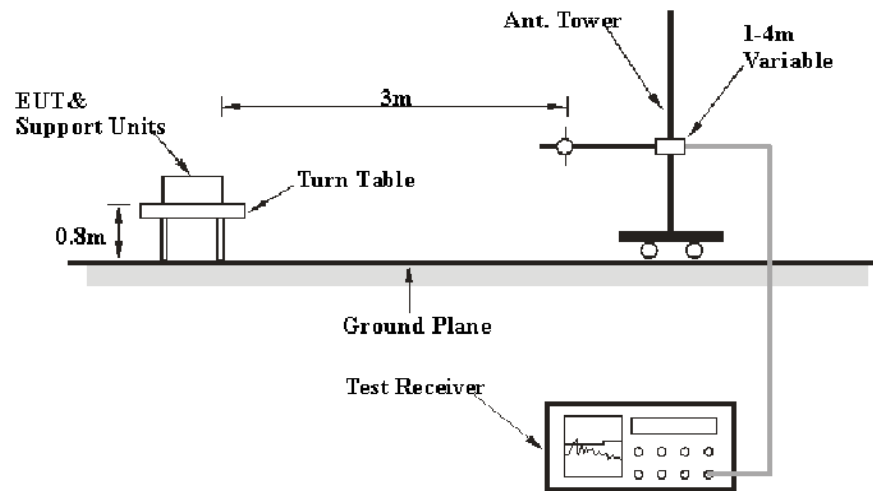 Ant. Tower
1-4m
Variable
3m
EUT&
Support Units
Turn Table
0.8m
Ground Plane
Test Receiver